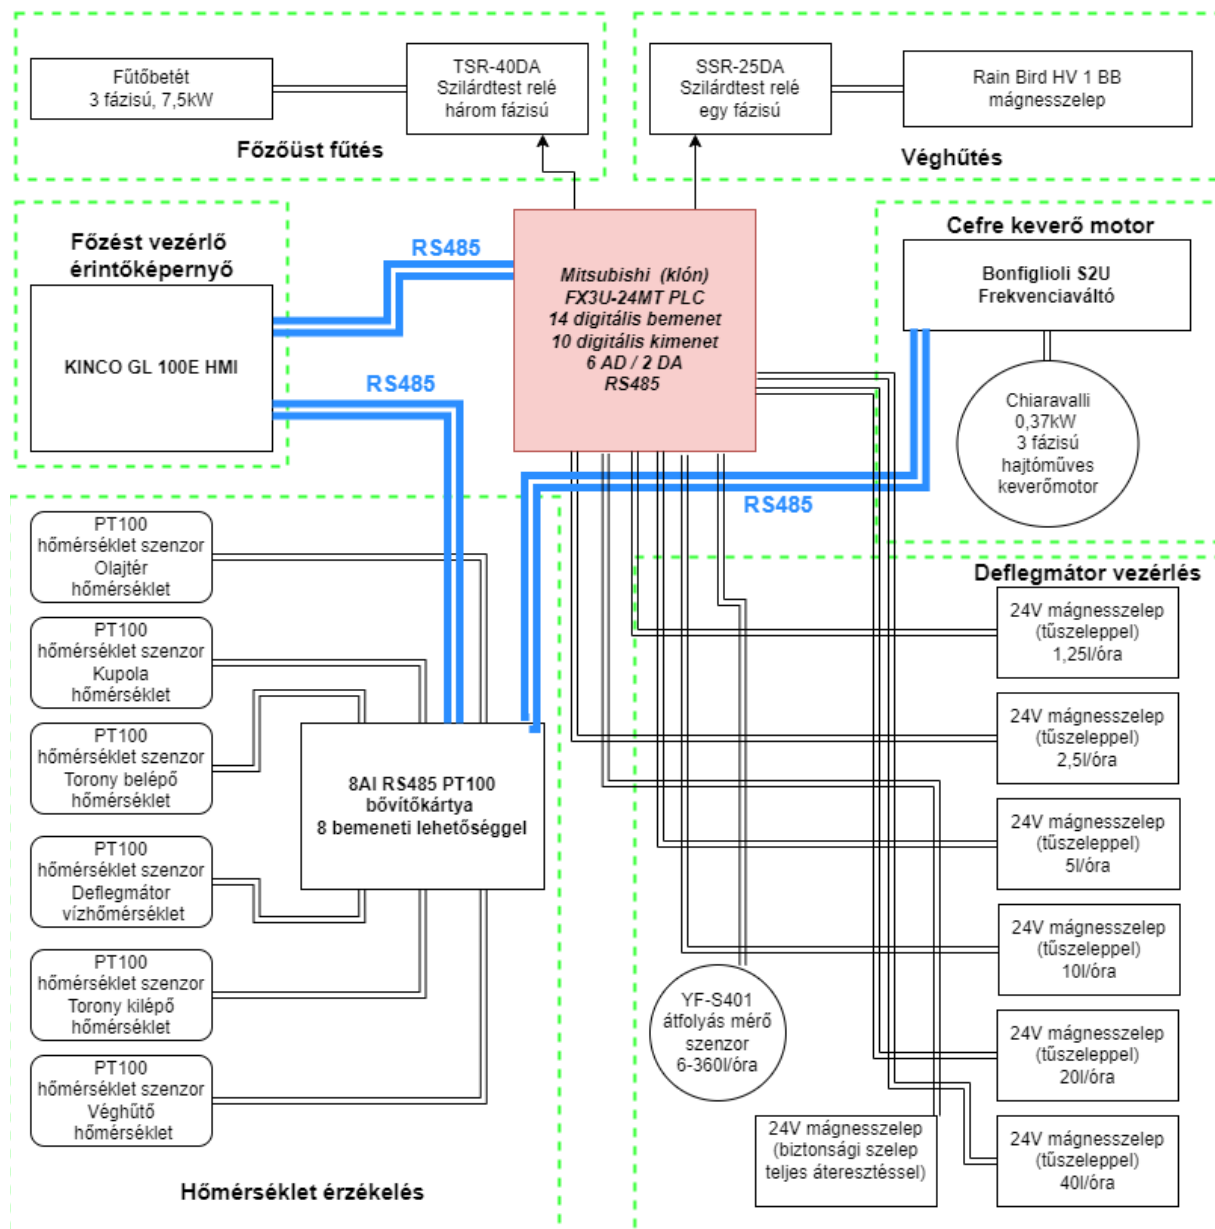 Fűtőbetét
3 fázisú, 7,5kW
TSR-40DA
Szilárdtest relé
három fázisú
Főzőüst fűtés
SSR-25DA
Szilárdtest relé
egy fázisú
Rain Bird HV 1 BB
mágnesszelep
Véghűtés
Főzést vezérlő
érintőképernyő
KINCO GL 100E HMI
RS485
RS485
Mitsubishi (klón)
FX3U-24MT PLC
14 digitális bemenet
10 digitális kimenet
6 AD / 2 DA
RS485
Cefre keverő motor
Bonfiglioli S2U
Frekvenciaváltó
Chiaravalli
0,37kW
3 fázisú
hajtóműves
keverőmotor
RS485
PT100
hőmérséklet szenzor
Olajtér
hőmérséklet
PT100
hőmérséklet szenzor
Kupola
hőmérséklet
PT100
hőmérséklet szenzor
Torony belépő
hőmérséklet
PT100
hőmérséklet szenzor
Deflegmátor
vízhőmérséklet
PT100
hőmérséklet szenzor
Torony kilépő
hőmérséklet
PT100
hőmérséklet szenzor
Véghűtő
hőmérséklet
8AI RS485 PT100
bővítőkártya
8 bemeneti lehetőséggel
Hőmérséklet érzékelés
Deflegmátor vezérlés
24V mágnesszelep
(tűszeleppel)
1,25l/óra
24V mágnesszelep
(tűszeleppel)
2,5l/óra
24V mágnesszelep
(tűszeleppel)
5l/óra
24V mágnesszelep
(tűszeleppel)
10l/óra
24V mágnesszelep
(tűszeleppel)
20l/óra
24V mágnesszelep
(tűszeleppel)
40l/óra
YF-S401
átfolyás mérő
szenzor
6-360l/óra
24V mágnesszelep
(biztonsági szelep
teljes áteresztéssel)